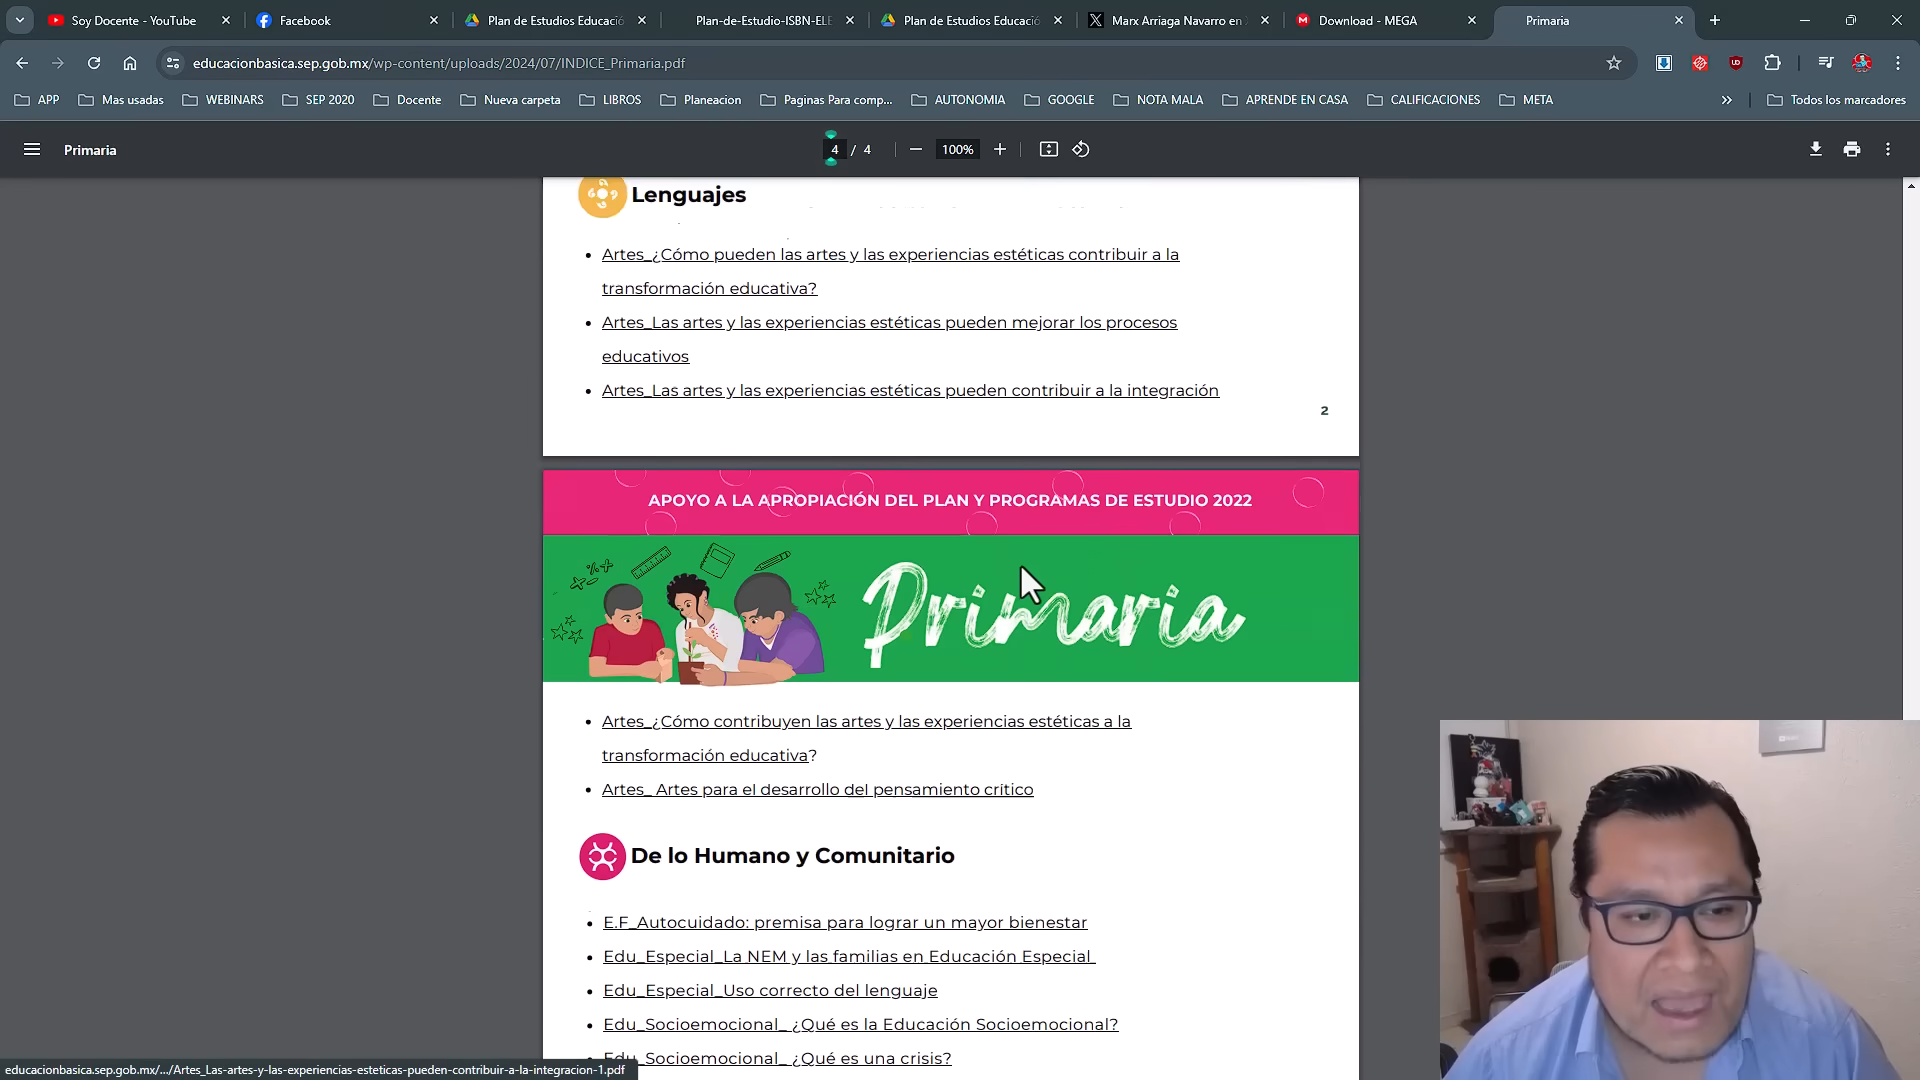 Soy Docente - YouTube
Facebook
Plan de Estudios Educació
Plan-de-Estudio-ISBN-ELE
Plan de Estudios Educació
Marx Arriaga Navarro en
Download - MEGA
Primaria
educacionbasica.sep.gob.mx/wp-content/uploads/2024/07/INDICE_Primaria.pdf
APP
Mas usadas
WEBINARS
SEP 2020
Docente
Nueva carpeta
LIBROS
Planeacion
Paginas Para comp...
AUTONOMIA
GOOGLE
NOTA MALA
APRENDE EN CASA
CALIFICACIONES
META
Todos los marcadores
Primaria
4 / 4
100%
Lenguajes
• Artes_¿Cómo pueden las artes y las experiencias estéticas contribuir a la
transformación educativa?
• Artes_Las artes y las experiencias estéticas pueden mejorar los procesos
educativos
• Artes_Las artes y las experiencias estéticas pueden contribuir a la integración
2
APOYO A LA APROPIACIÓN DEL PLAN Y PROGRAMAS DE ESTUDIO 2022
Primaria
• Artes_¿Cómo contribuyen las artes y las experiencias estéticas a la
transformación educativa?
• Artes_ Artes para el desarrollo del pensamiento crítico
De lo Humano y Comunitario
• E.F_Autocuidado: premisa para lograr un mayor bienestar
• Edu_Especial_La NEM y las familias en Educación Especial
• Edu_Especial_Uso correcto del lenguaje
• Edu_Socioemocional_ ¿Qué es la Educación Socioemocional?
• Edu_Socioemocional_ ¿Qué es una crisis?
educacionbasica.sep.gob.mx/.../Artes_Las-artes-y-las-experiencias-esteticas-pueden-contribuir-a-la-integracion-1.pdf